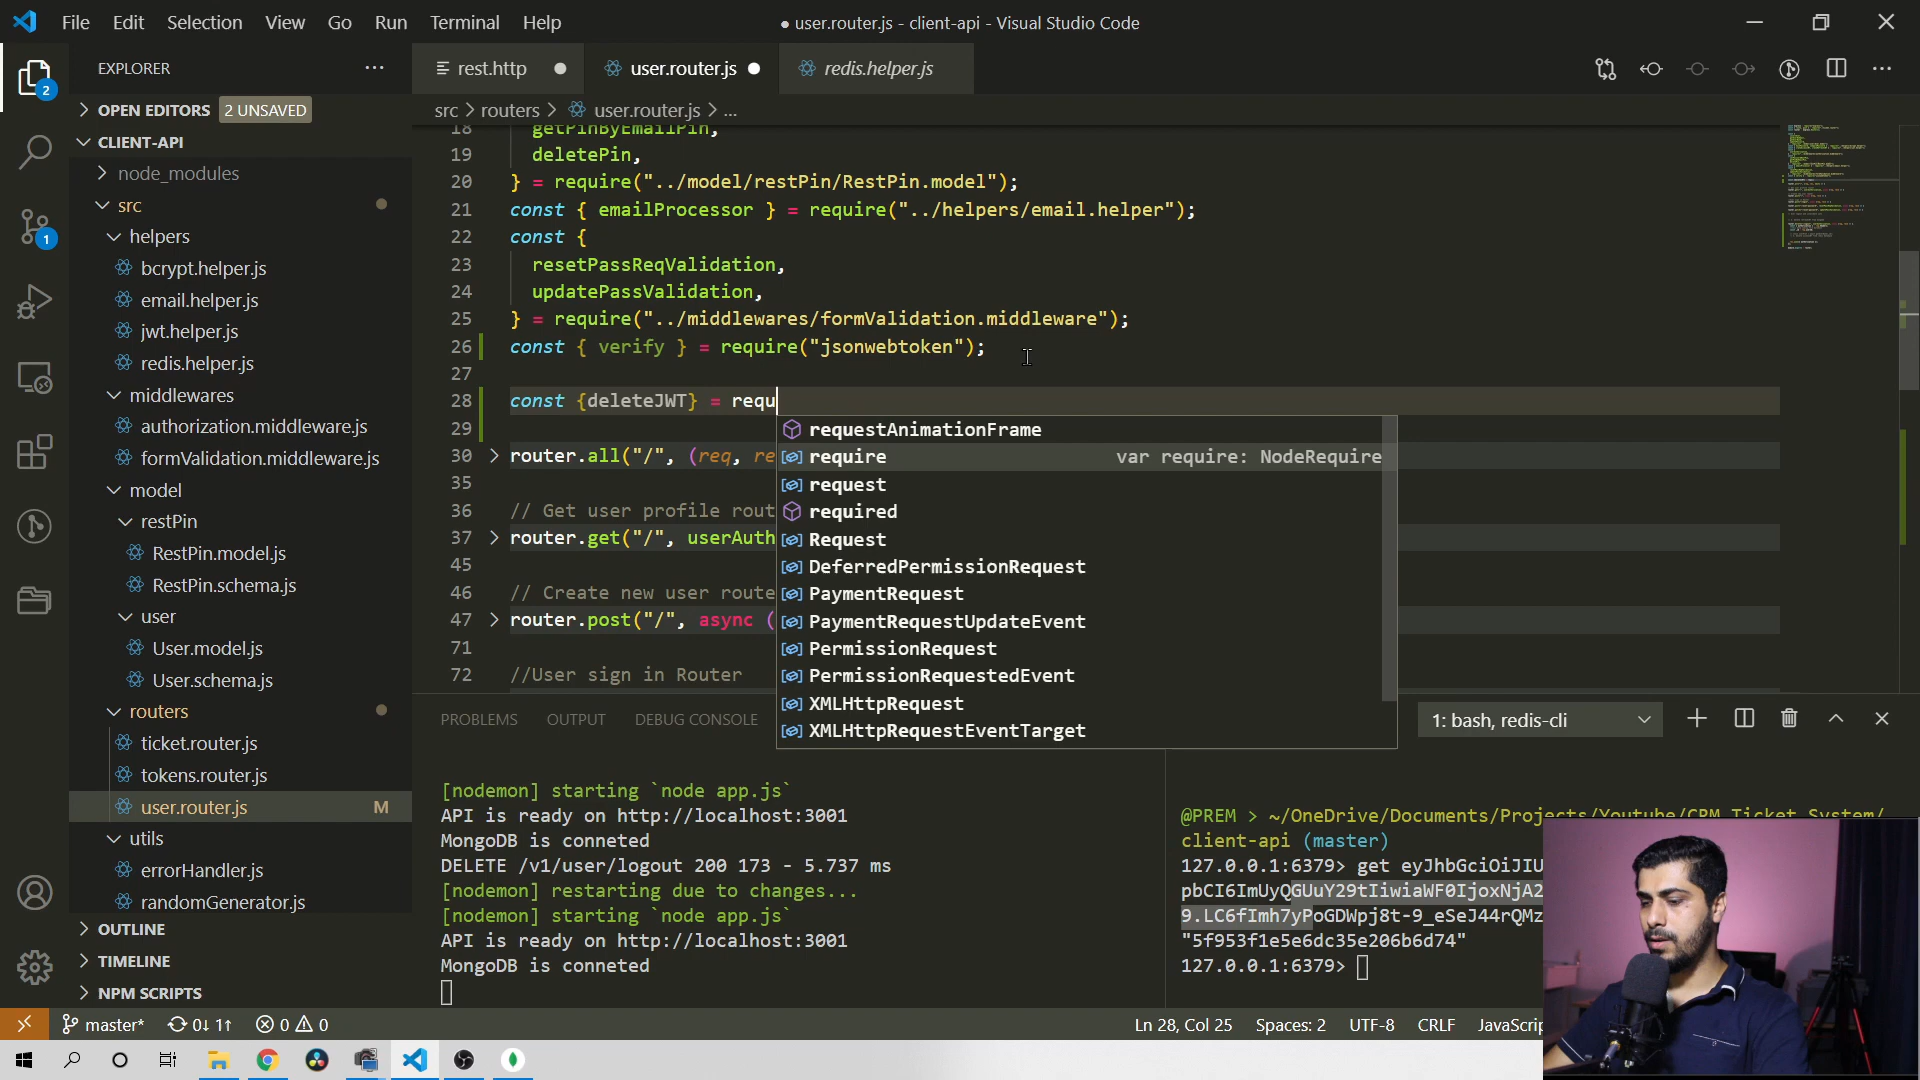 File Edit Selection View Go Run Terminal Help
● user.router.js - client-api - Visual Studio Code
EXPLORER
rest.http
user.router.js
redis.helper.js
2
OPEN EDITORS 2 UNSAVED
src > routers > user.router.js > ...
CLIENT-API
node_modules
src
helpers
bcrypt.helper.js
email.helper.js
jwt.helper.js
redis.helper.js
middlewares
authorization.middleware.js
formValidation.middleware.js
model
restPin
RestPin.model.js
RestPin.schema.js
user
User.model.js
User.schema.js
routers
ticket.router.js
tokens.router.js
user.router.js M
utils
errorHandler.js
randomGenerator.js
OUTLINE
TIMELINE
NPM SCRIPTS
1
18 getPinByEmailPin,
19 deletePin,
20 } = require("../model/restPin/RestPin.model");
21 const { emailProcessor } = require("../helpers/email.helper");
22 const {
23 resetPassReqValidation,
24 updatePassValidation,
25 } = require("../middlewares/formValidation.middleware");
26 const { verify } = require("jsonwebtoken");
27
28 const {deleteJWT} = requ
29
30 router.all("/", (req, re
35
36 // Get user profile rout
37 router.get("/", userAuth
45
46 // Create new user route
47 router.post("/", async (
71
72 //User sign in Router
requestAnimationFrame
require var require: NodeRequire
request
required
Request
DeferredPermissionRequest
PaymentRequest
PaymentRequestUpdateEvent
PermissionRequest
PermissionRequestedEvent
XMLHttpRequest
XMLHttpRequestEventTarget
PROBLEMS OUTPUT DEBUG CONSOLE
1: bash, redis-cli
[nodemon] starting `node app.js`
API is ready on http://localhost:3001
MongoDB is conneted
DELETE /v1/user/logout 200 173 - 5.737 ms
[nodemon] restarting due to changes...
[nodemon] starting `node app.js`
API is ready on http://localhost:3001
MongoDB is conneted
@PREM > ~/OneDrive/Documents/Projects/Youtube/CRM Ticket System/
client-api (master)
127.0.0.1:6379> get eyJhbGciOiJIU
pbCI6ImUyQGUuY29tIiwiaWF0IjoxNjA2
9.LC6fImh7yPoGDWpj8t-9_eSeJ44rQMz
"5f953f1e5e6dc35e206b6d74"
127.0.0.1:6379>
master* 0↓ 1↑ 0 0
Ln 28, Col 25 Spaces: 2 UTF-8 CRLF JavaScrip